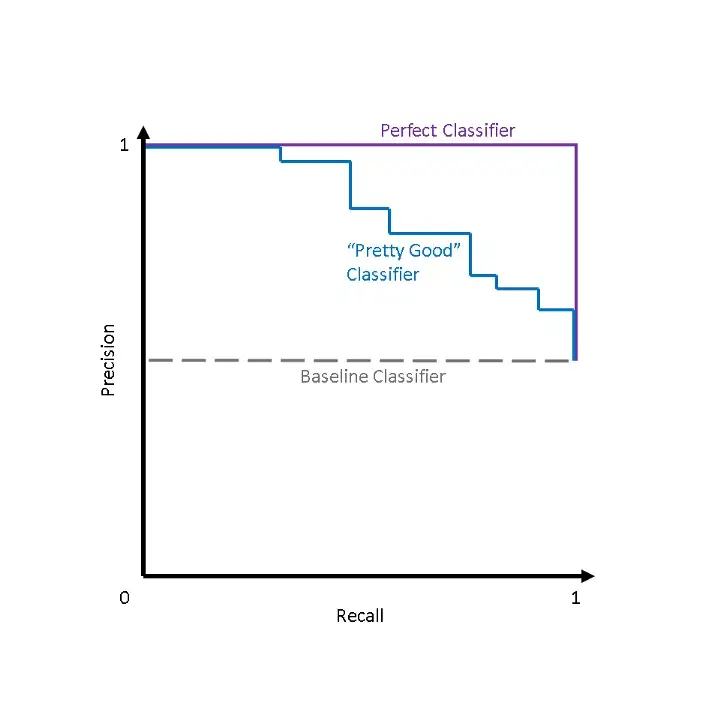 Perfect Classifier
1
“Pretty Good”
Classifier
Precision
Baseline Classifier
0
1
Recall